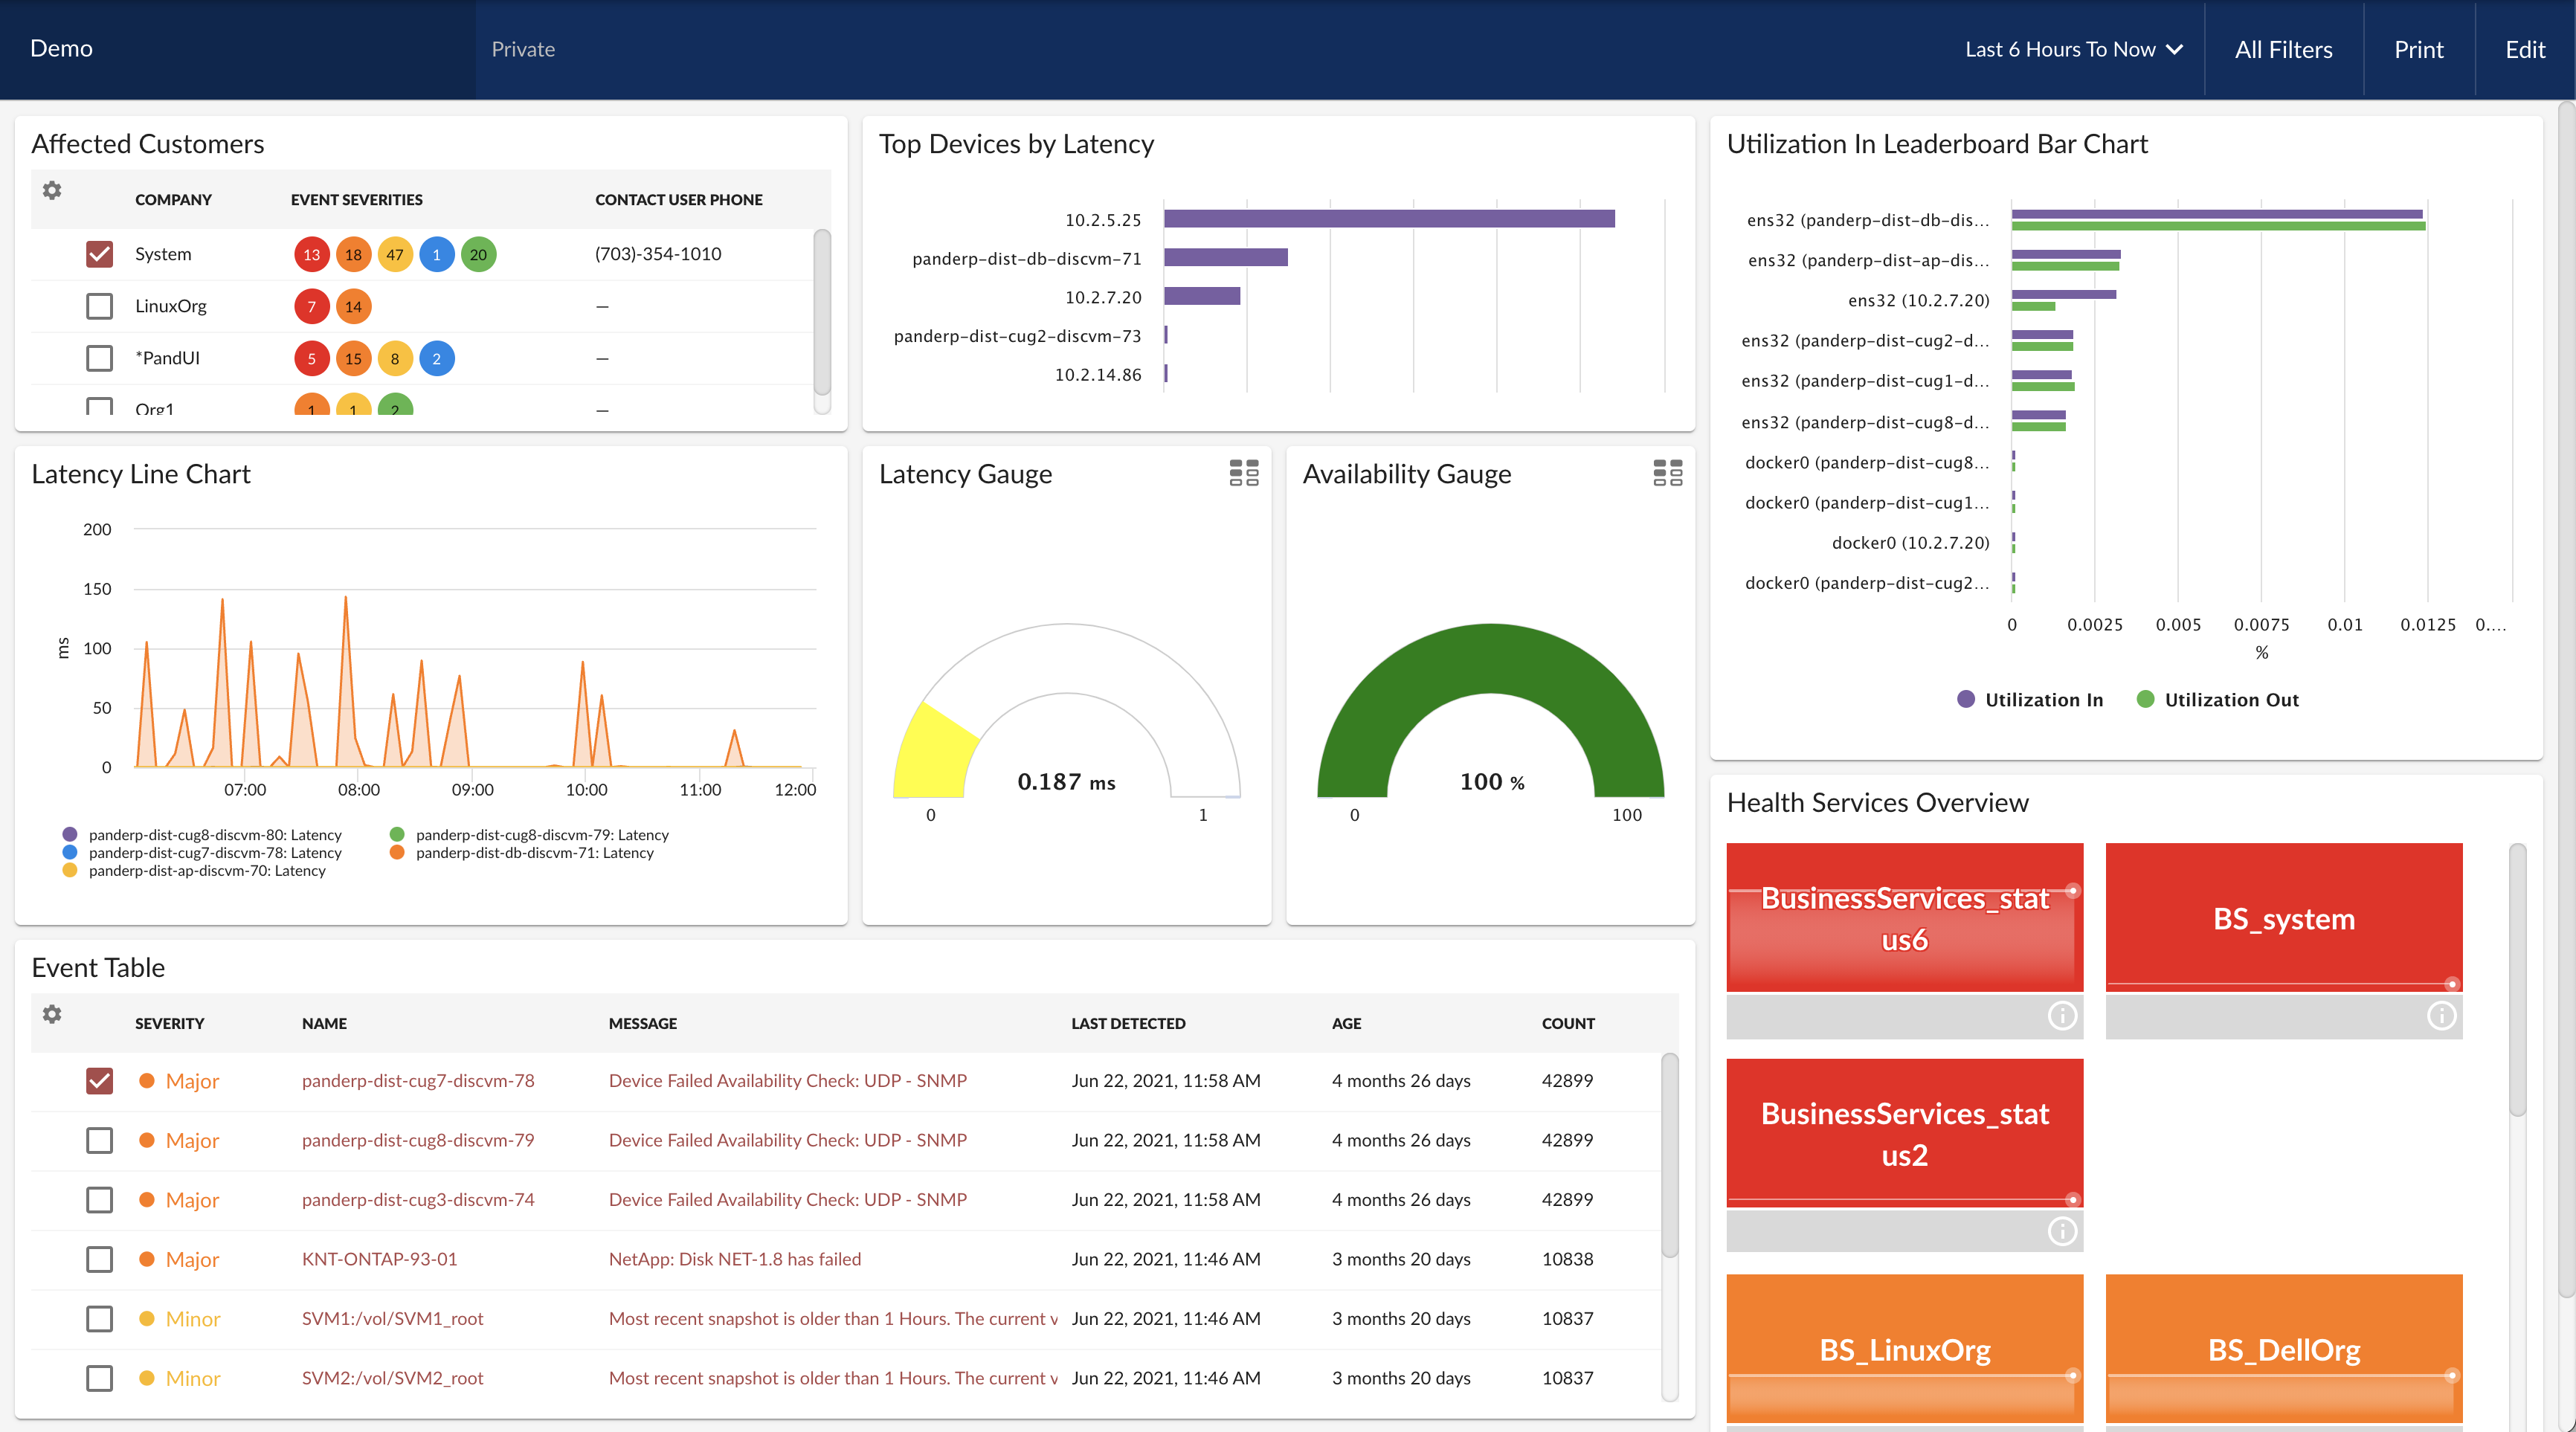 Demo
Private
Last 6 Hours To Now
All Filters
Print
Edit
Affected Customers
COMPANY EVENT SEVERITIES CONTACT USER PHONE
System 13 18 47 1 20 (703)-354-1010
LinuxOrg 7 14 —
*PandUI 5 15 8 2 —
Org1 1 1 2 —
Top Devices by Latency
10.2.5.25
panderp-dist-db-discvm-71
10.2.7.20
panderp-dist-cug2-discvm-73
10.2.14.86
Utilization In Leaderboard Bar Chart
ens32 (panderp-dist-db-dis...
ens32 (panderp-dist-ap-dis...
ens32 (10.2.7.20)
ens32 (panderp-dist-cug2-d...
ens32 (panderp-dist-cug1-d...
ens32 (panderp-dist-cug8-d...
docker0 (panderp-dist-cug8...
docker0 (panderp-dist-cug1...
docker0 (10.2.7.20)
docker0 (panderp-dist-cug2...
0 0.0025 0.005 0.0075 0.01 0.0125 0....
%
Utilization In Utilization Out
Latency Line Chart
200
150
100
50
0
ms
07:00 08:00 09:00 10:00 11:00 12:00
panderp-dist-cug8-discvm-80: Latency panderp-dist-cug8-discvm-79: Latency
panderp-dist-cug7-discvm-78: Latency panderp-dist-db-discvm-71: Latency
panderp-dist-ap-discvm-70: Latency
Latency Gauge
0.187 ms
0 1
Availability Gauge
100 %
0 100
Health Services Overview
BusinessServices_stat
us6
BS_system
BusinessServices_stat
us2
BS_LinuxOrg
BS_DellOrg
Event Table
SEVERITY NAME MESSAGE LAST DETECTED AGE COUNT
Major panderp-dist-cug7-discvm-78 Device Failed Availability Check: UDP - SNMP Jun 22, 2021, 11:58 AM 4 months 26 days 42899
Major panderp-dist-cug8-discvm-79 Device Failed Availability Check: UDP - SNMP Jun 22, 2021, 11:58 AM 4 months 26 days 42899
Major panderp-dist-cug3-discvm-74 Device Failed Availability Check: UDP - SNMP Jun 22, 2021, 11:58 AM 4 months 26 days 42899
Major KNT-ONTAP-93-01 NetApp: Disk NET-1.8 has failed Jun 22, 2021, 11:46 AM 3 months 20 days 10838
Minor SVM1:/vol/SVM1_root Most recent snapshot is older than 1 Hours. The current v Jun 22, 2021, 11:46 AM 3 months 20 days 10837
Minor SVM2:/vol/SVM2_root Most recent snapshot is older than 1 Hours. The current v Jun 22, 2021, 11:46 AM 3 months 20 days 10837